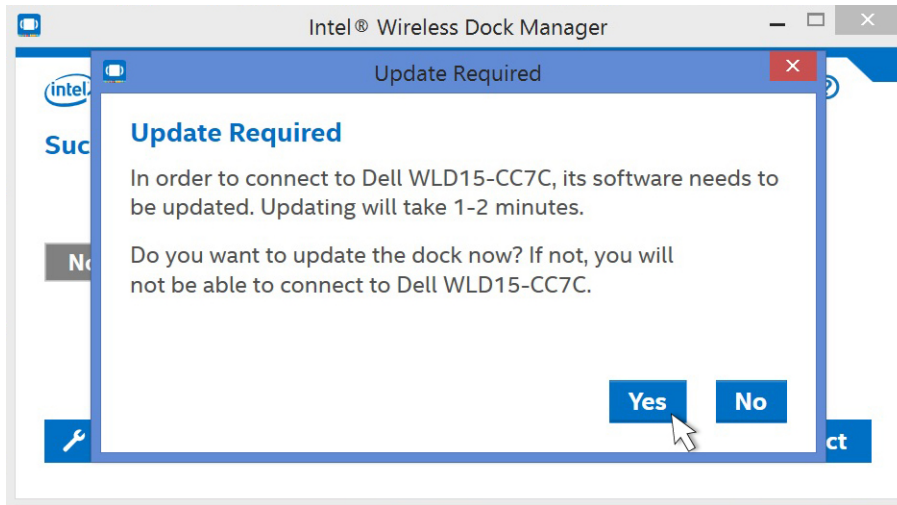 Intel® Wireless Dock Manager
Update Required
intel
Suc
Update Required
In order to connect to Dell WLD15-CC7C, its software needs to
be updated. Updating will take 1-2 minutes.
Do you want to update the dock now? If not, you will
not be able to connect to Dell WLD15-CC7C.
No
Yes No
ct